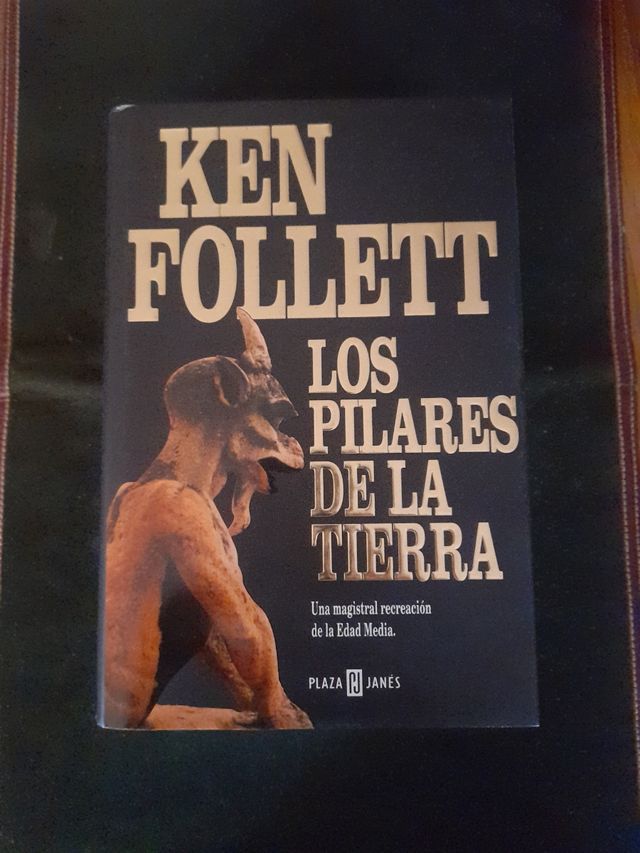 KEN
FOLLETT
LOS
PILARES
DE LA
TIERRA
Una magistral recreación
de la Edad Media.
PLAZA PJ JANÉS